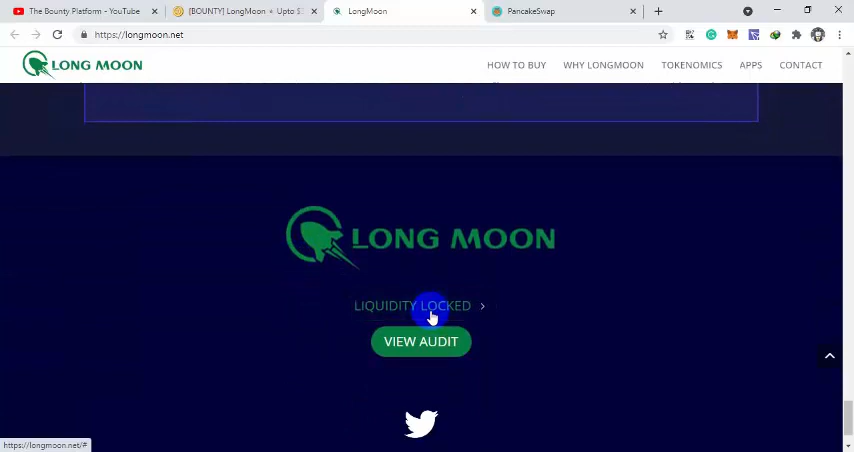 The Bounty Platform - YouTube
[BOUNTY] LongMoon ★ Upto $
LongMoon
PancakeSwap
https://longmoon.net
LONG MOON
HOW TO BUY
WHY LONGMOON
TOKENOMICS
APPS
CONTACT
LONG MOON
LIQUIDITY LOCKED
VIEW AUDIT
https://longmoon.net/#